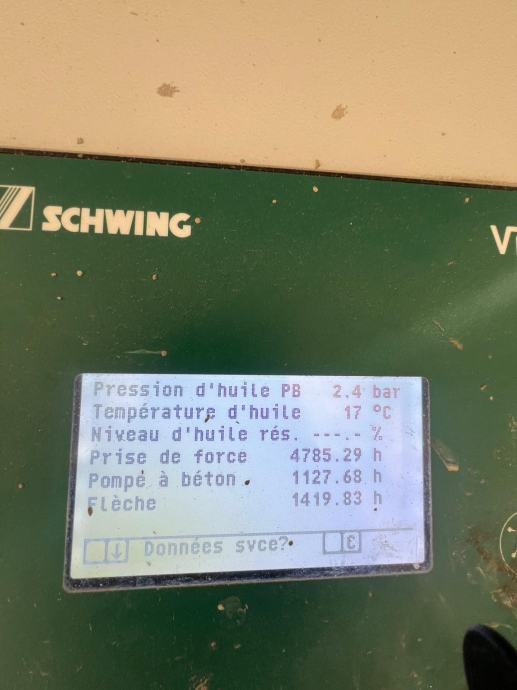 SCHWING
Pression d'huile PB 2.4 bar
Température d'huile 17 °C
Niveau d'huile rés. ---.- %
Prise de force 4785.29 h
Pompe à béton 1127.68 h
Flèche 1419.83 h
↓ Données svce? ε